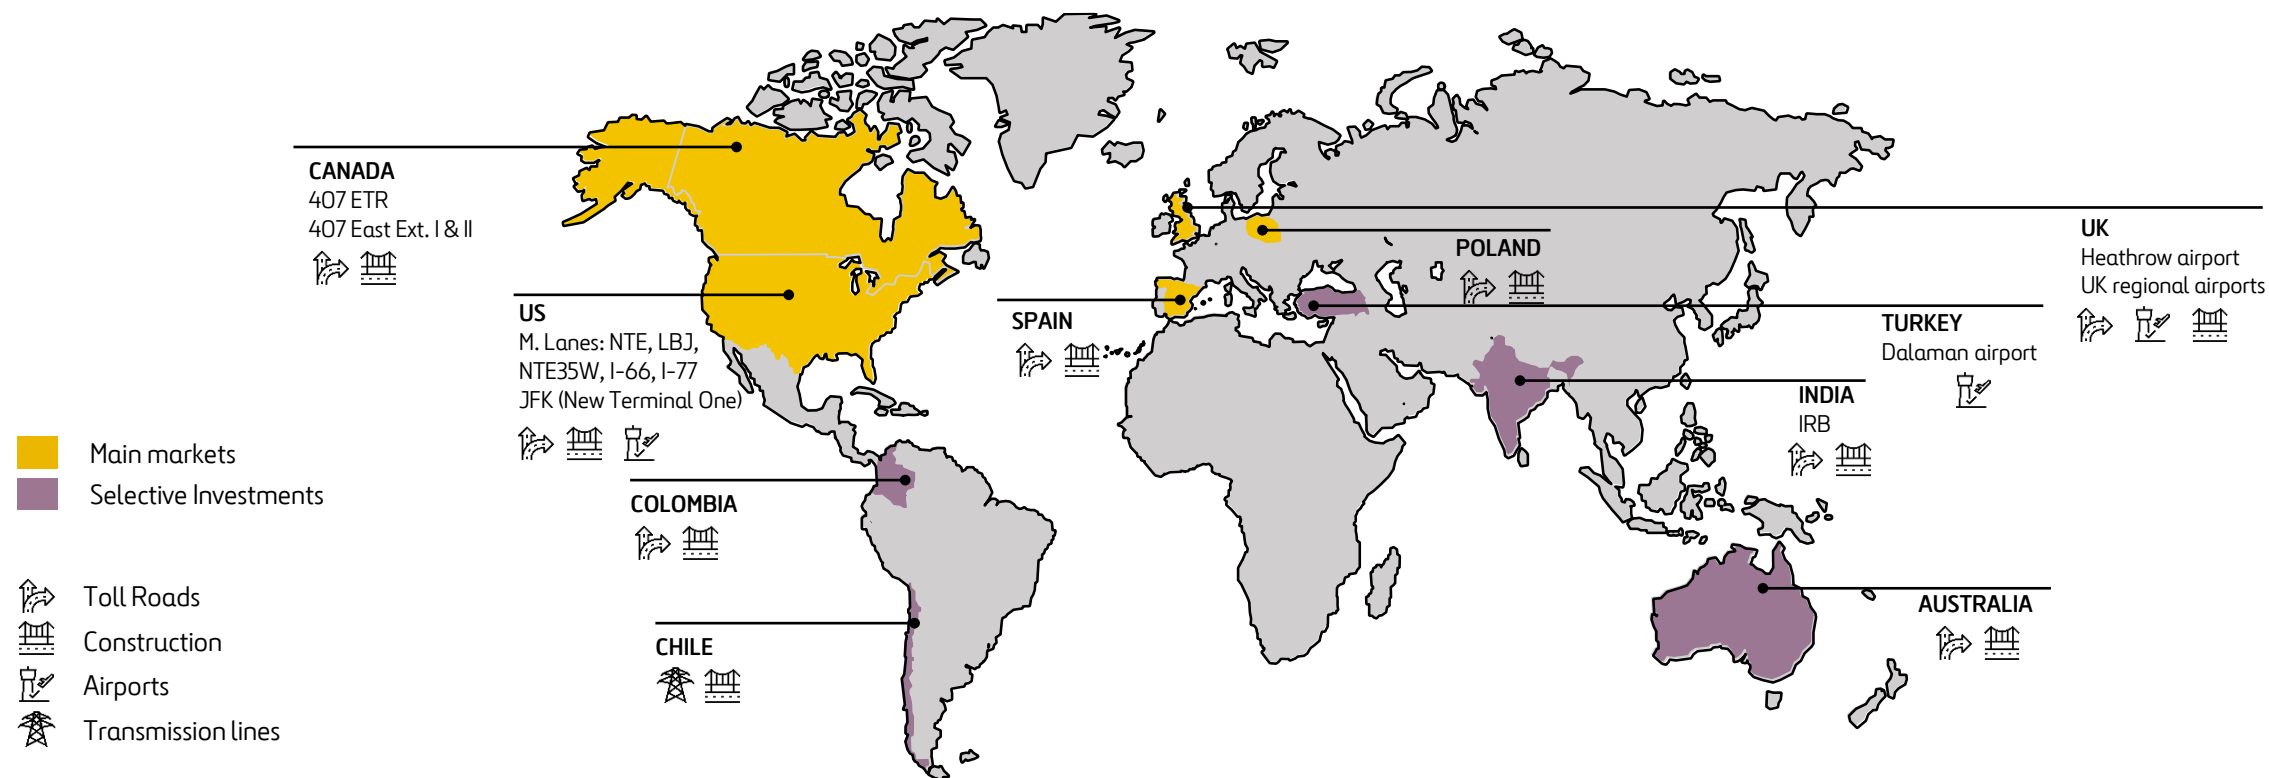 CANADA
407 ETR
407 East Ext. I & II
US
M. Lanes: NTE, LBJ,
NTE35W, I-66, I-77
JFK (New Terminal One)
COLOMBIA
CHILE
SPAIN
POLAND
UK
Heathrow airport
UK regional airports
TURKEY
Dalaman airport
INDIA
IRB
AUSTRALIA
Main markets
Selective Investments
Toll Roads
Construction
Airports
Transmission lines